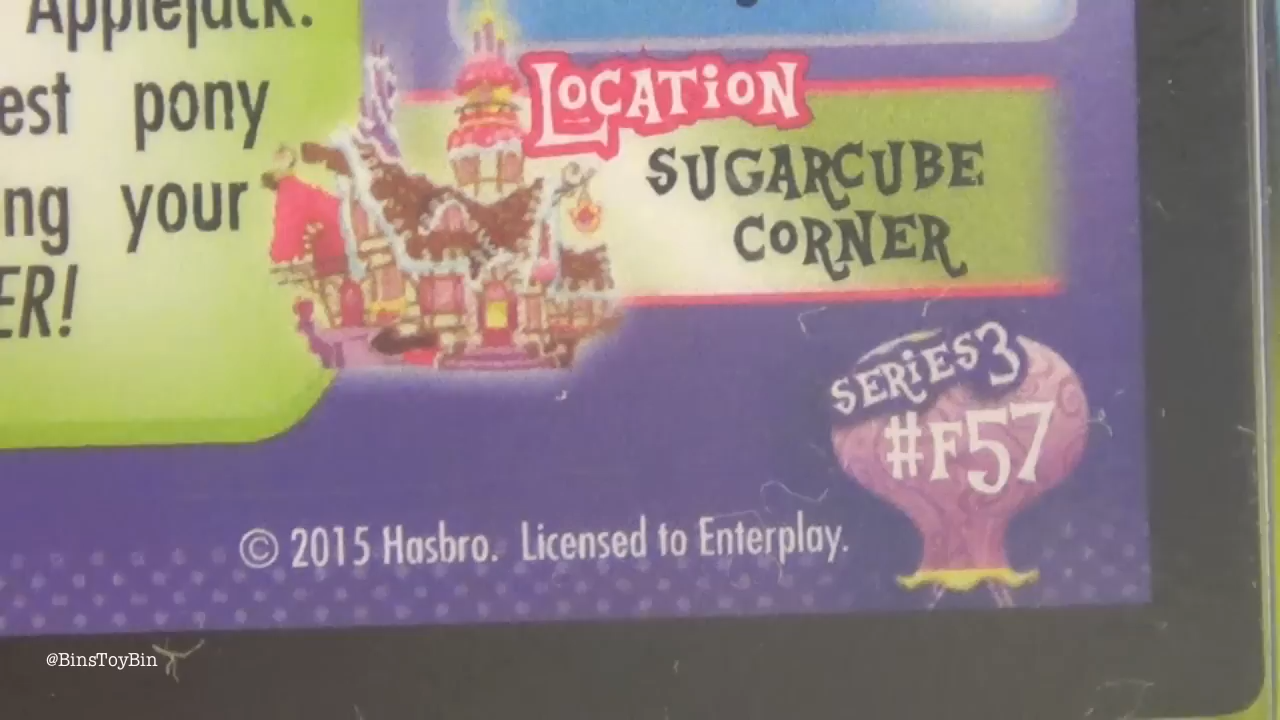 Applejack.
est pony
ng your
ER!
LOCATiON
SUGARCUBE
CORNER
SERiES 3
#F57
© 2015 Hasbro. Licensed to Enterplay.
@BinsToyBin